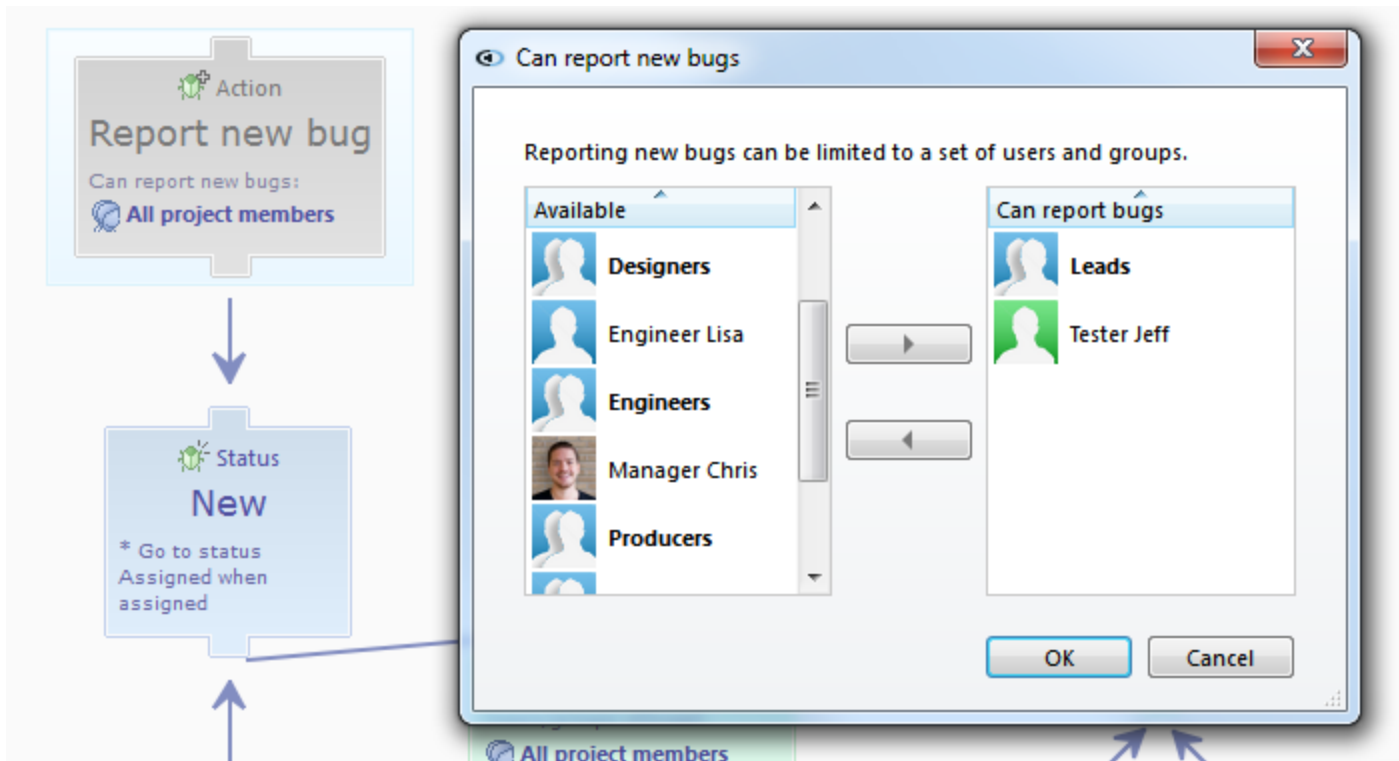 Action
Report new bug
Can report new bugs:
All project members
Status
New
* Go to status
Assigned when
assigned
Can report new bugs
Reporting new bugs can be limited to a set of users and groups.
Available
Designers
Engineer Lisa
Engineers
Manager Chris
Producers
Can report bugs
Leads
Tester Jeff
OK
Cancel
All project members